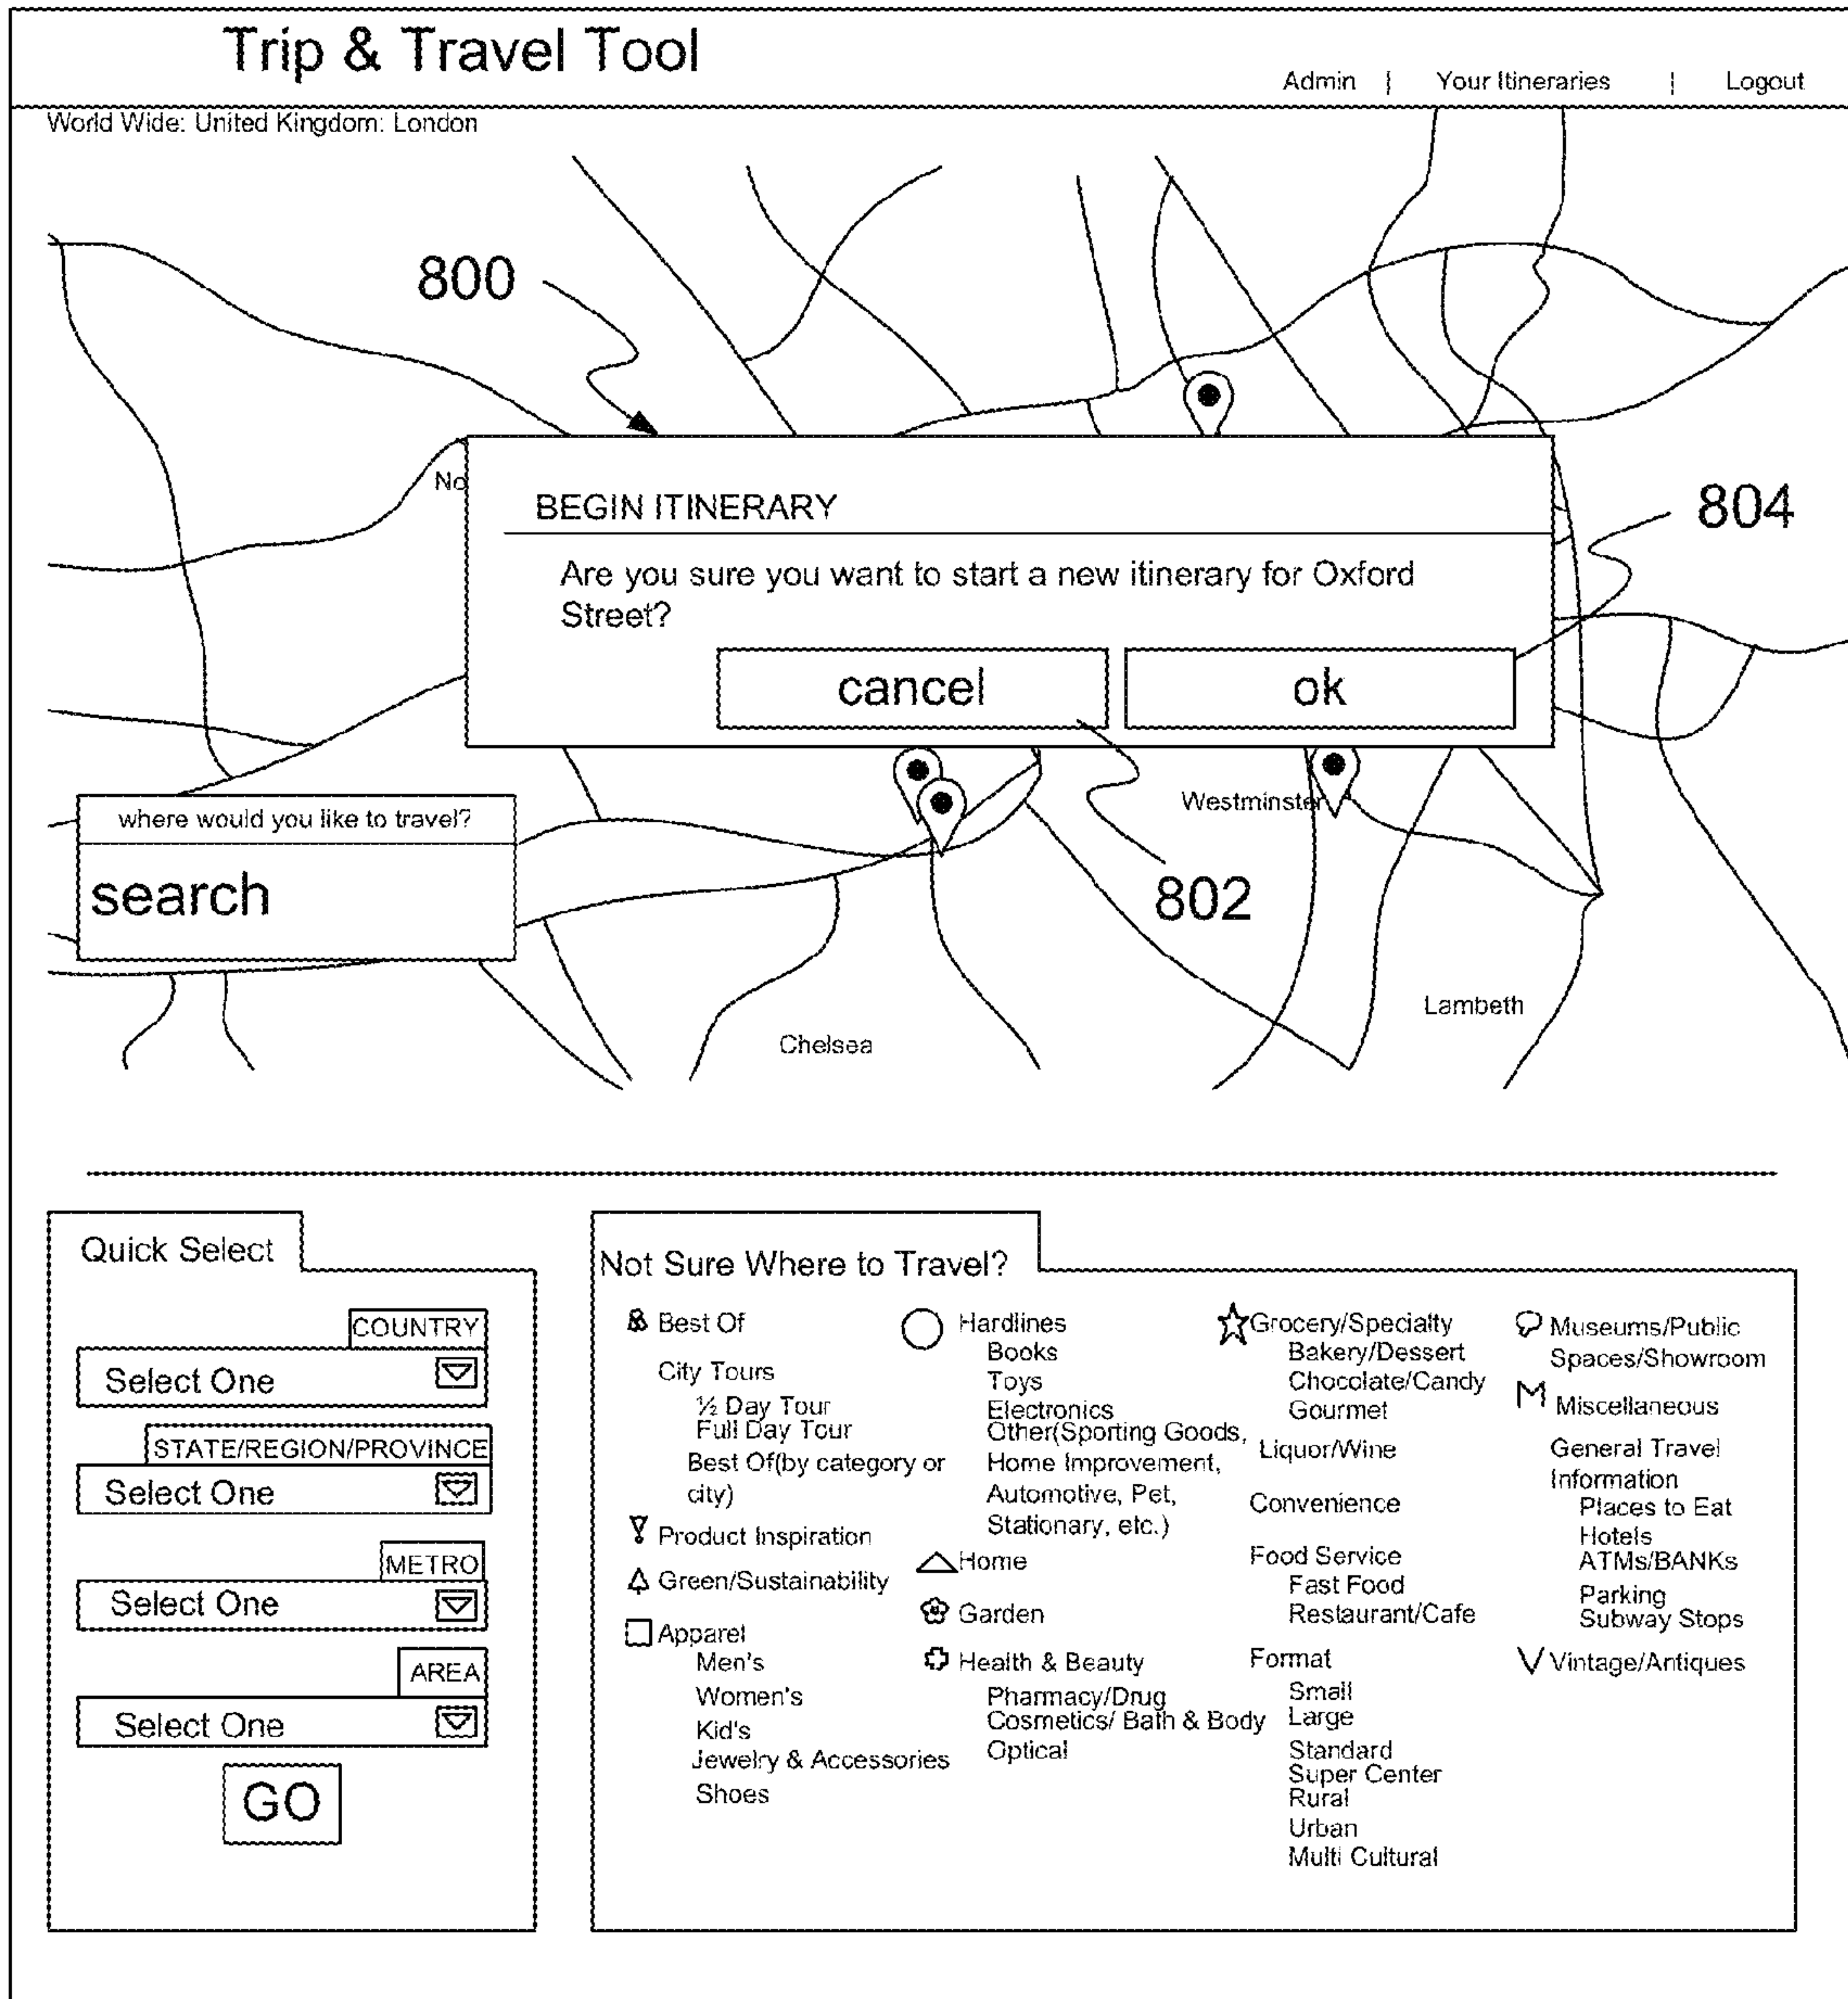 Trip & Travel Tool
Admin | Your Itineraries | Logout
World Wide: United Kingdom: London
800
No
BEGIN ITINERARY
804
Are you sure you want to start a new itinerary for Oxford
Street?
cancel
ok
Westminster
where would you like to travel?
search
802
Lambeth
Chelsea
Quick Select
COUNTRY
Select One
STATE/REGION/PROVINCE
Select One
METRO
Select One
AREA
Select One
GO
Not Sure Where to Travel?
Best Of
City Tours
½ Day Tour
Full Day Tour
Best Of(by category or
city)
Product Inspiration
Green/Sustainability
Apparel
Men's
Women's
Kid's
Jewelry & Accessories
Shoes
Hardlines
Books
Toys
Electronics
Other(Sporting Goods,
Home Improvement,
Automotive, Pet,
Stationary, etc.)
Home
Garden
Health & Beauty
Pharmacy/Drug
Cosmetics/ Bath & Body
Optical
Grocery/Specialty
Bakery/Dessert
Chocolate/Candy
Gourmet
Liquor/Wine
Convenience
Food Service
Fast Food
Restaurant/Cafe
Format
Small
Large
Standard
Super Center
Rural
Urban
Multi Cultural
Museums/Public
Spaces/Showroom
M Miscellaneous
General Travel
Information
Places to Eat
Hotels
ATMs/BANKs
Parking
Subway Stops
V Vintage/Antiques